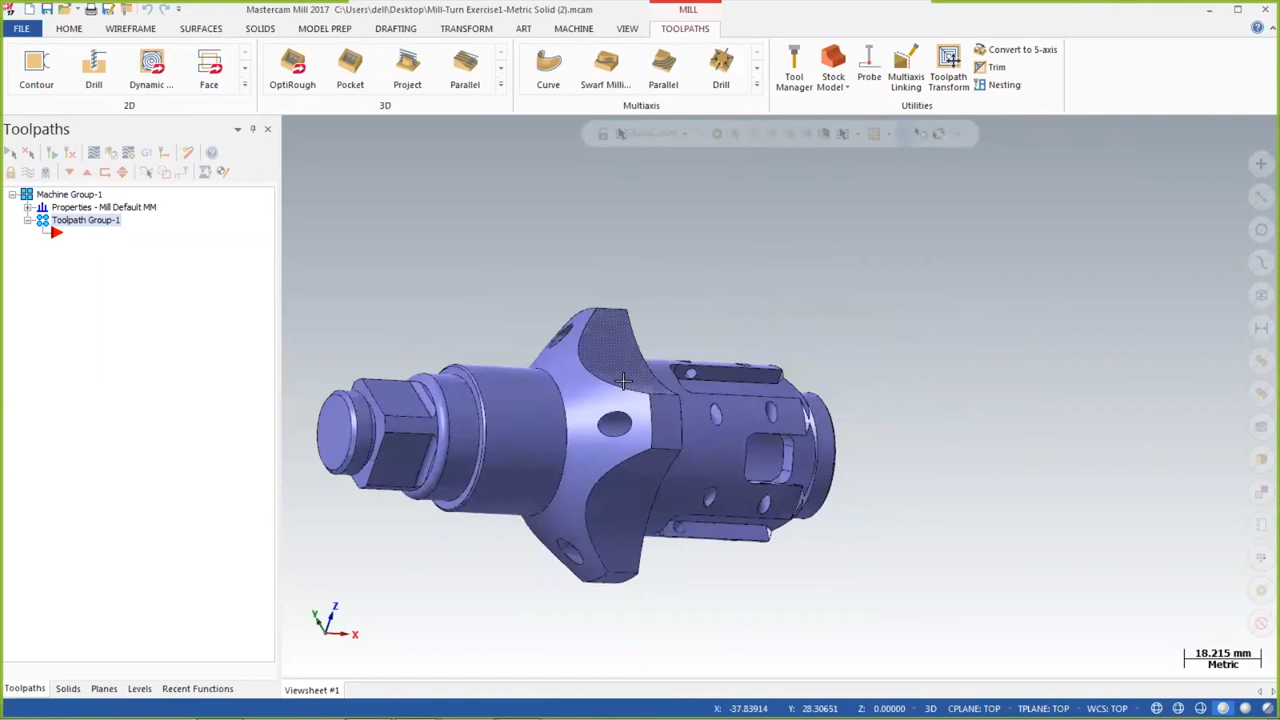 Mastercam Mill 2017 C:\Users\dell\Desktop\Mill-Turn Exercise1-Metric Solid (2).mcam
MILL
FILE HOME WIREFRAME SURFACES SOLIDS MODEL PREP DRAFTING TRANSFORM ART MACHINE VIEW TOOLPATHS
Contour Drill Dynamic ... Face
2D
OptiRough Pocket Project Parallel
3D
Curve Swarf Milli... Parallel Drill
Multiaxis
Tool Manager Stock Model Probe Multiaxis Linking Toolpath Transform
Convert to 5-axis
Trim
Nesting
Utilities
Toolpaths
G1
Machine Group-1
Properties - Mill Default MM
Toolpath Group-1
Z
Y
X
18.215 mm
Metric
Toolpaths Solids Planes Levels Recent Functions
Viewsheet #1
X: -37.83914 Y: 28.30651 Z: 0.00000 3D CPLANE: TOP TPLANE: TOP WCS: TOP